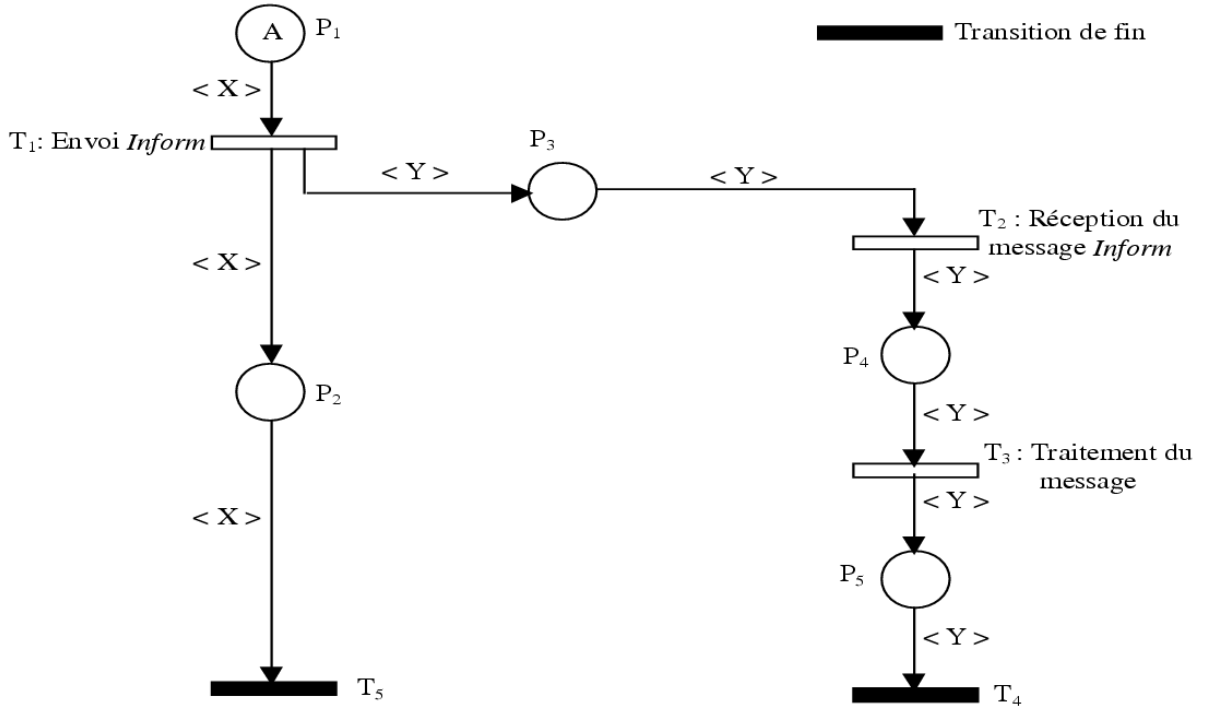 A P₁
Transition de fin
< X >
T₁: Envoi Inform
P₃
< Y >
< Y >
T₂ : Réception du
message Inform
< X >
< Y >
P₄
P₂
< Y >
T₃ : Traitement du
message
< Y >
< X >
P₅
< Y >
T₅
T₄